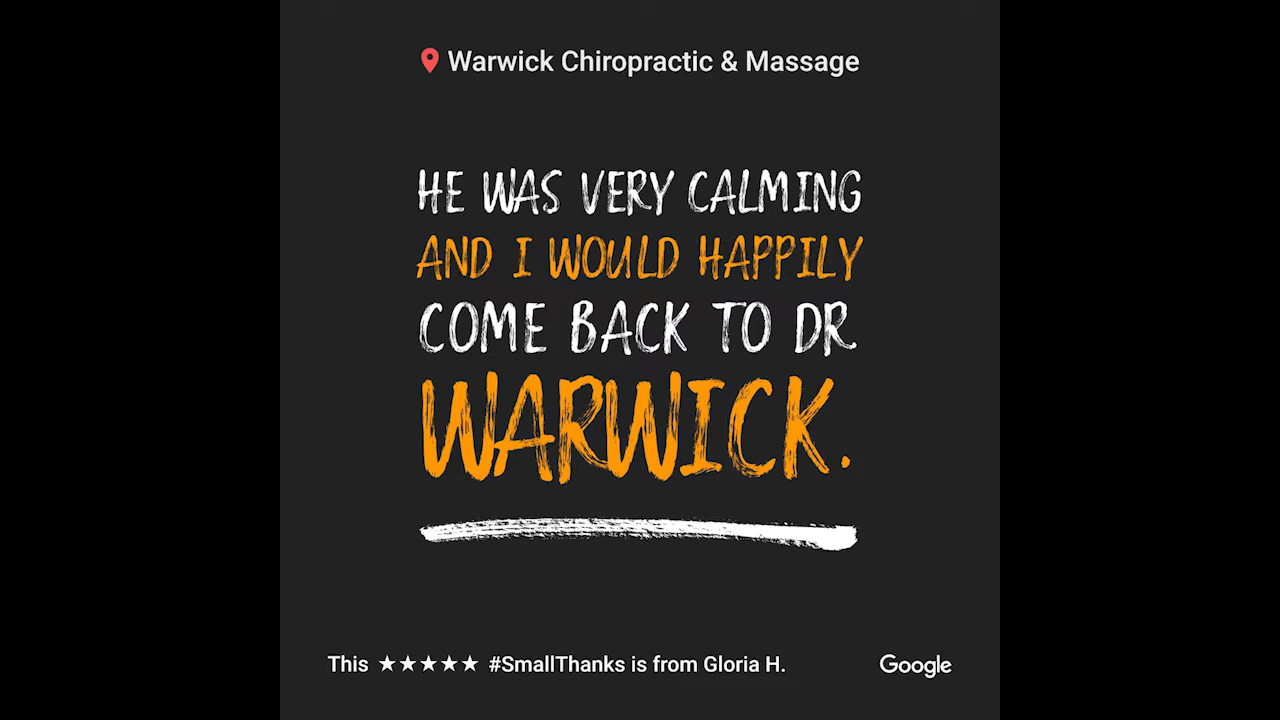 Warwick Chiropractic & Massage
HE WAS VERY CALMING
AND I WOULD HAPPILY
COME BACK TO DR
WARWICK.
This ★★★★★ #SmallThanks is from Gloria H.
Google